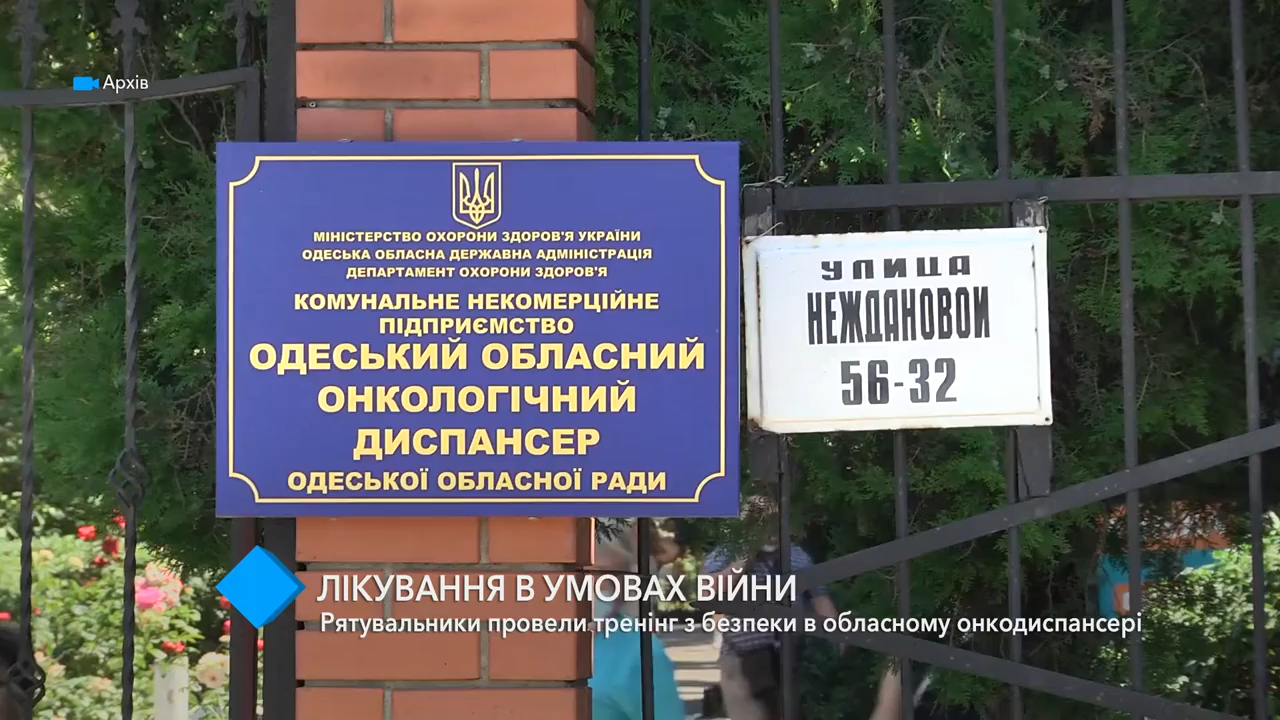 Архів
МІНІСТЕРСТВО ОХОРОНИ ЗДОРОВ'Я УКРАЇНИ
ОДЕСЬКА ОБЛАСНА ДЕРЖАВНА АДМІНІСТРАЦІЯ
ДЕПАРТАМЕНТ ОХОРОНИ ЗДОРОВ'Я
КОМУНАЛЬНЕ НЕКОМЕРЦІЙНЕ
ПІДПРИЄМСТВО
ОДЕСЬКИЙ ОБЛАСНИЙ
ОНКОЛОГІЧНИЙ
ДИСПАНСЕР
ОДЕСЬКОЇ ОБЛАСНОЇ РАДИ
УЛИЦА
НЕЖДАНОВОИ
56-32
ЛІКУВАННЯ В УМОВАХ ВІЙНИ
Рятувальники провели тренінг з безпеки в обласному онкодиспансері